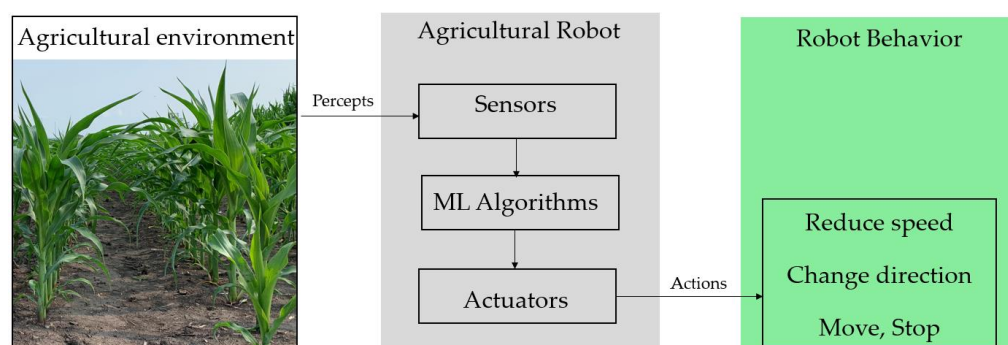 Agricultural environment
Percepts
Agricultural Robot
Sensors
ML Algorithms
Actuators
Actions
Robot Behavior
Reduce speed
Change direction
Move, Stop